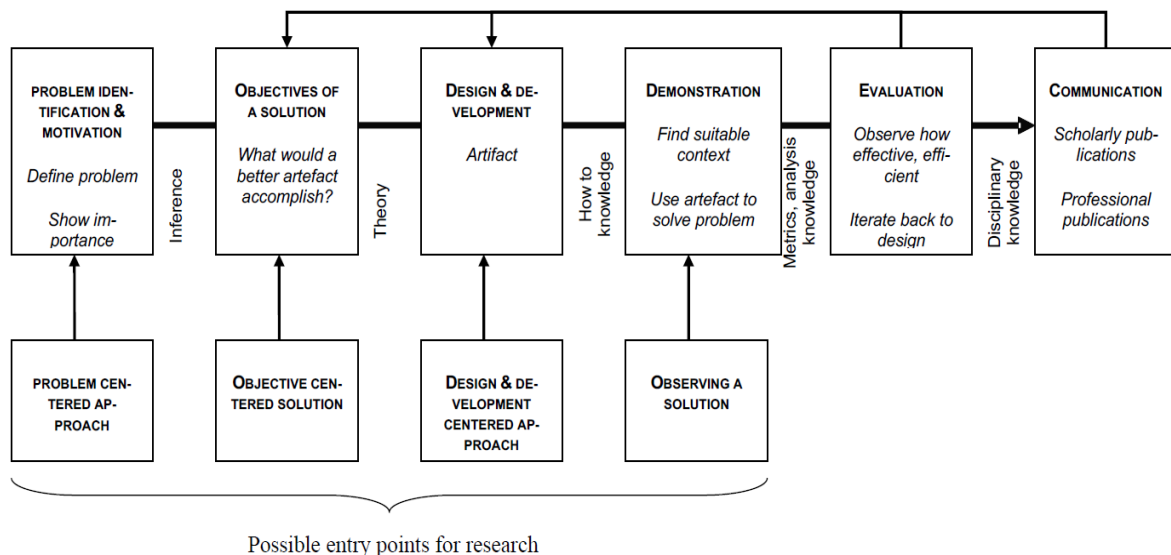 PROBLEM IDEN-
TIFICATION &
MOTIVATION
Define problem
Show im-
portance
Inference
OBJECTIVES OF
A SOLUTION
What would a
better artefact
accomplish?
Theory
DESIGN & DE-
VELOPMENT
Artifact
How to
knowledge
DEMONSTRATION
Find suitable
context
Use artefact to
solve problem
Metrics, analysis
knowledge
EVALUATION
Observe how
effective, effi-
cient
Iterate back to
design
Disciplinary
knowledge
COMMUNICATION
Scholarly pub-
lications
Professional
publications
PROBLEM CEN-
TERED AP-
PROACH
OBJECTIVE CEN-
TERED SOLUTION
DESIGN & DE-
VELOPMENT
CENTERED AP-
PROACH
OBSERVING A
SOLUTION
Possible entry points for research